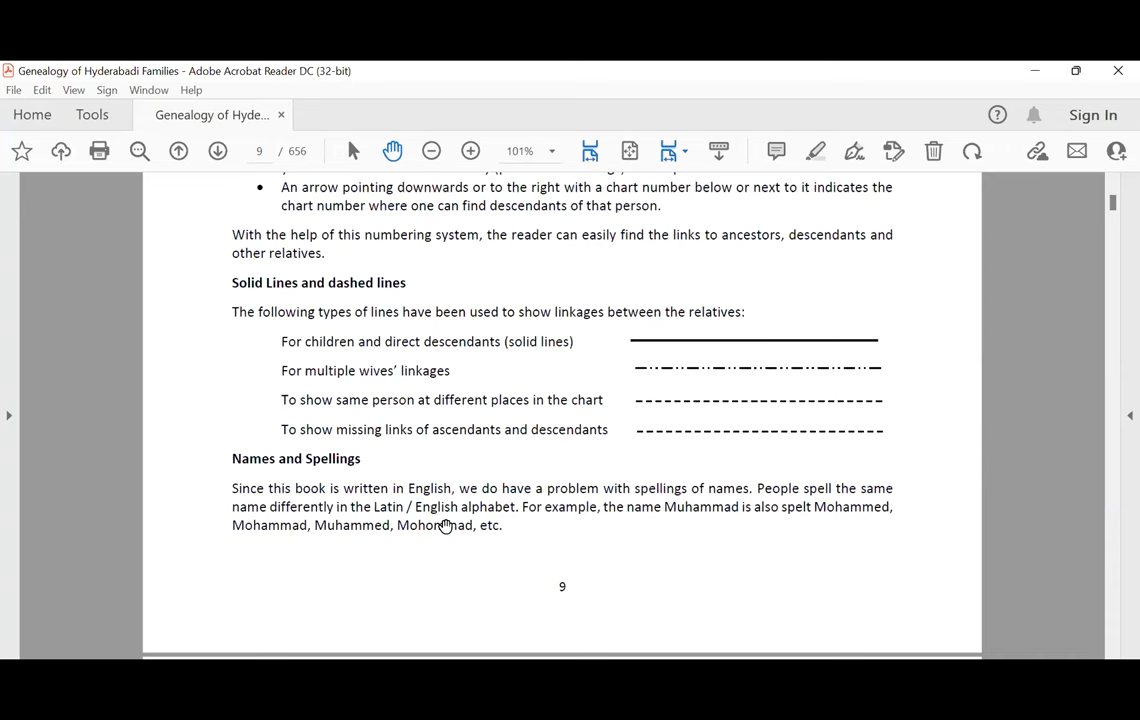 Genealogy of Hyderabadi Families - Adobe Acrobat Reader DC (32-bit)
File Edit View Sign Window Help
Home Tools Genealogy of Hyde... × Sign In
9 / 656 101%
• An arrow pointing downwards or to the right with a chart number below or next to it indicates the
chart number where one can find descendants of that person.
With the help of this numbering system, the reader can easily find the links to ancestors, descendants and
other relatives.
Solid Lines and dashed lines
The following types of lines have been used to show linkages between the relatives:
For children and direct descendants (solid lines)
For multiple wives’ linkages
To show same person at different places in the chart
To show missing links of ascendants and descendants
Names and Spellings
Since this book is written in English, we do have a problem with spellings of names. People spell the same
name differently in the Latin / English alphabet. For example, the name Muhammad is also spelt Mohammed,
Mohammad, Muhammed, etc.
9